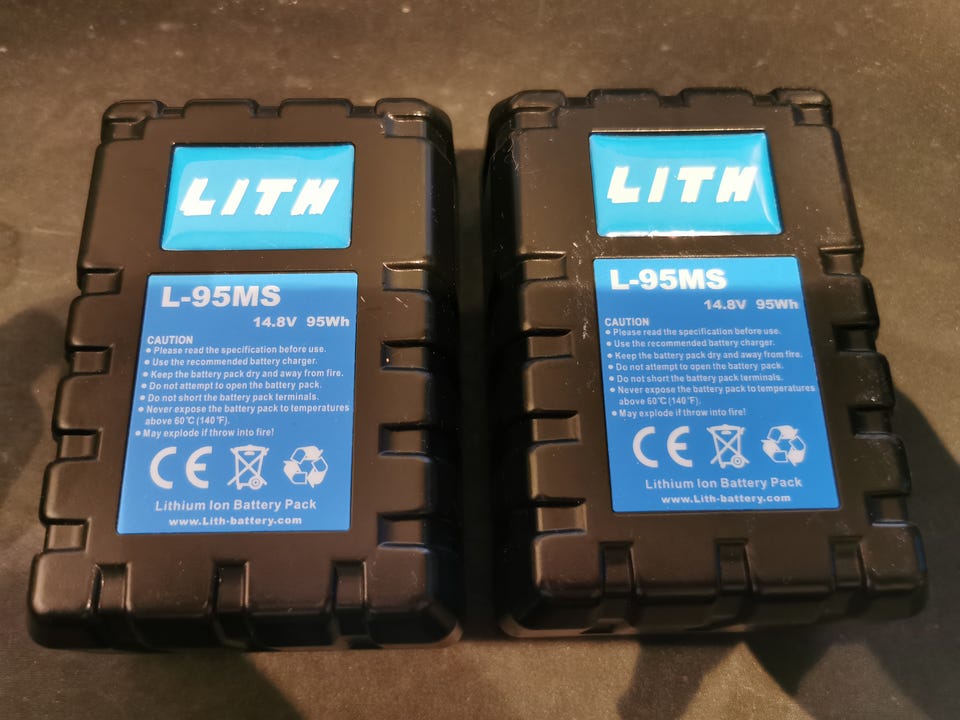 LITH
L-95MS
14.8V 95Wh
CAUTION
● Please read the specification before use.
● Use the recommended battery charger.
● Keep the battery pack dry and away from fire.
● Do not attempt to open the battery pack.
● Do not short the battery pack terminals.
● Never expose the battery pack to temperatures
above 60℃ (140℉).
● May explode if throw into fire!
CE
Lithium Ion Battery Pack
www.Lith-battery.com
LITH
L-95MS
14.8V 95Wh
CAUTION
● Please read the specification before use.
● Use the recommended battery charger.
● Keep the battery pack dry and away from fire.
● Do not attempt to open the battery pack.
● Do not short the battery pack terminals.
● Never expose the battery pack to temperatures
above 60℃ (140℉).
● May explode if throw into fire!
CE
Lithium Ion Battery Pack
www.Lith-battery.com